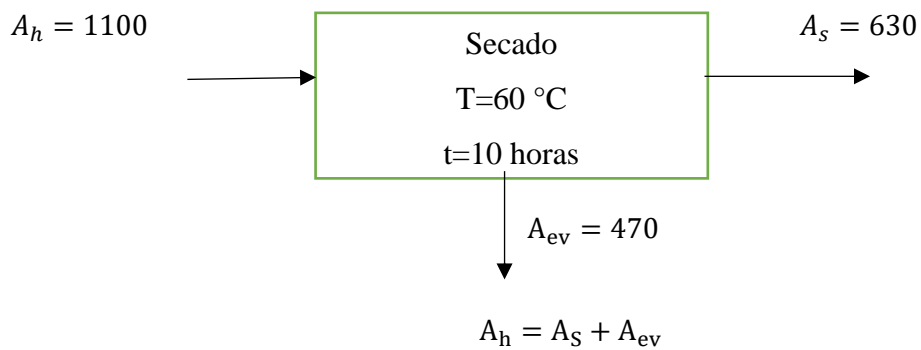 A_h = 1100
A_s = 630
Secado
T=60 °C
t=10 horas
A_ev = 470
A_h = A_S + A_ev